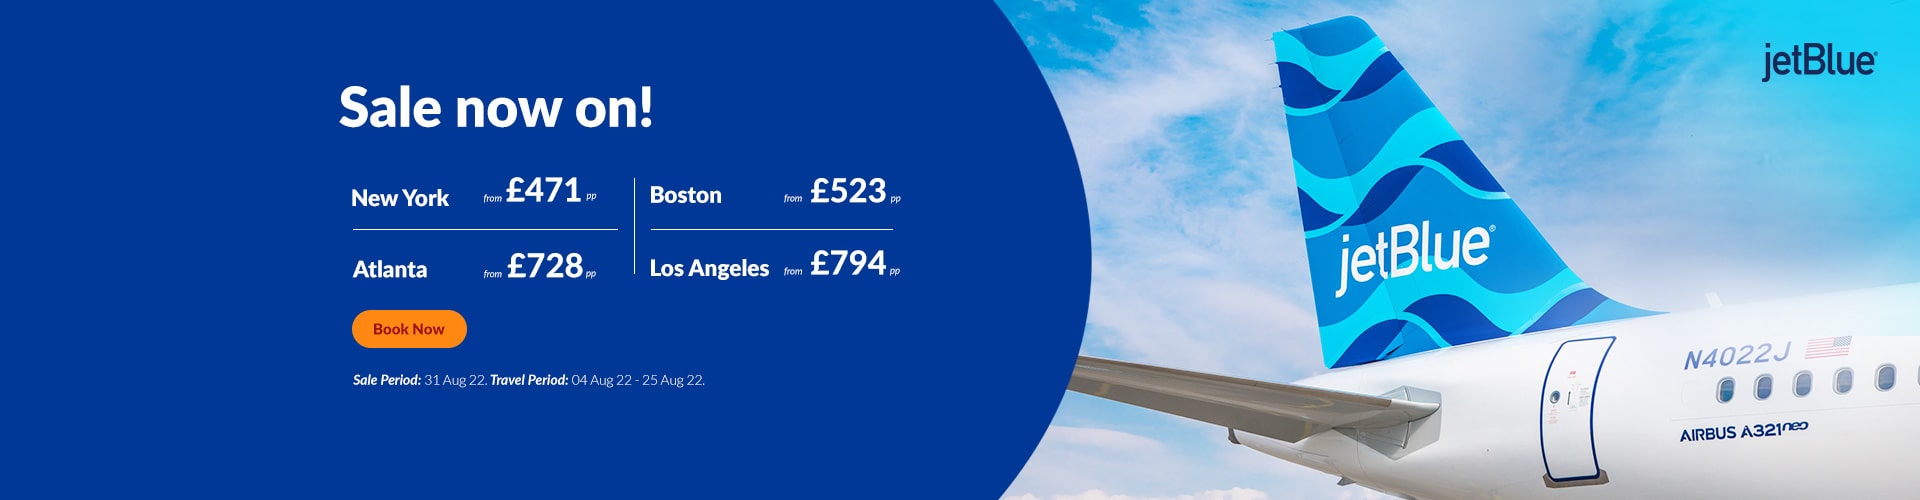 Sale now on!
New York from £471 pp
Boston from £523 pp
Atlanta from £728 pp
Los Angeles from £794 pp
Book Now
Sale Period: 31 Aug 22. Travel Period: 04 Aug 22 - 25 Aug 22.
jetBlue®
jetBlue®
N4022J
AIRBUS A321neo